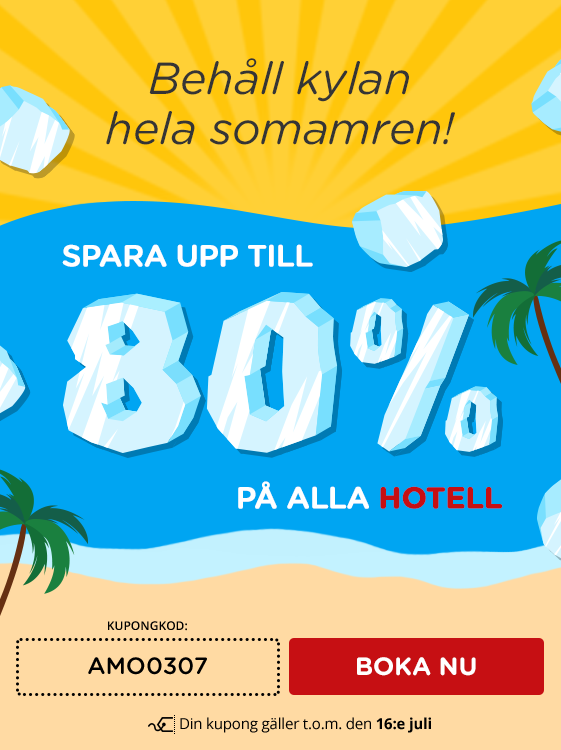 Behåll kylan
hela somamren!
SPARA UPP TILL
80%
PÅ ALLA HOTELL
KUPONGKOD:
AMO0307
BOKA NU
Din kupong gäller t.o.m. den 16:e juli